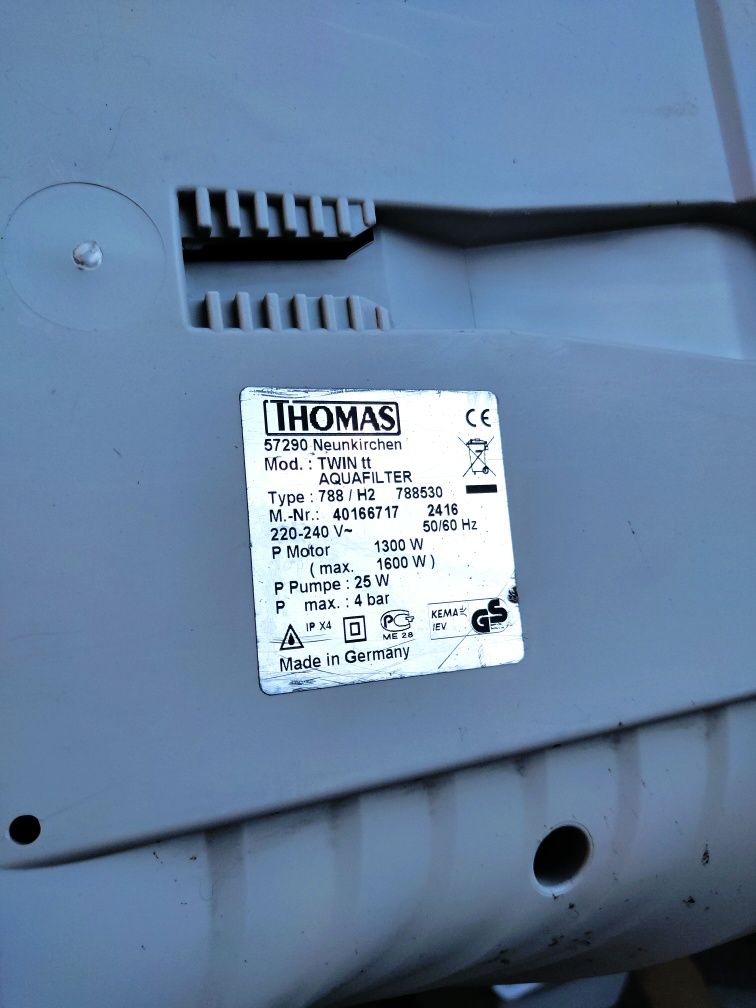 THOMAS
CE
57290 Neunkirchen
Mod. : TWIN tt
AQUAFILTER
Type : 788 / H2 788530
M.-Nr.: 40166717 2416
220-240 V~ 50/60 Hz
P Motor 1300 W
( max. 1600 W )
P Pumpe : 25 W
P max. : 4 bar
IP X4
PC
ME 28
KEMA
IEV
GS
Made in Germany